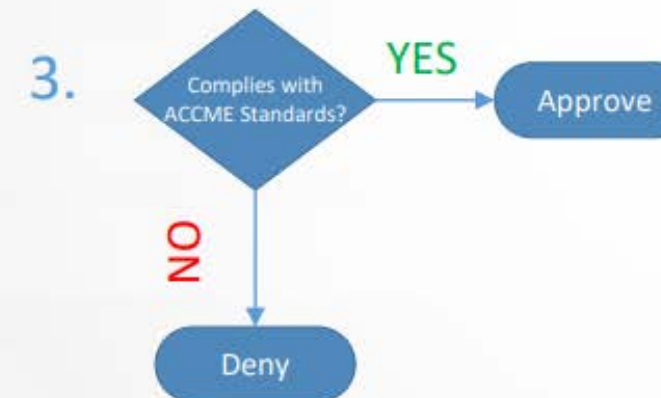 3.
Complies with
ACCME Standards?
YES
Approve
NO
Deny